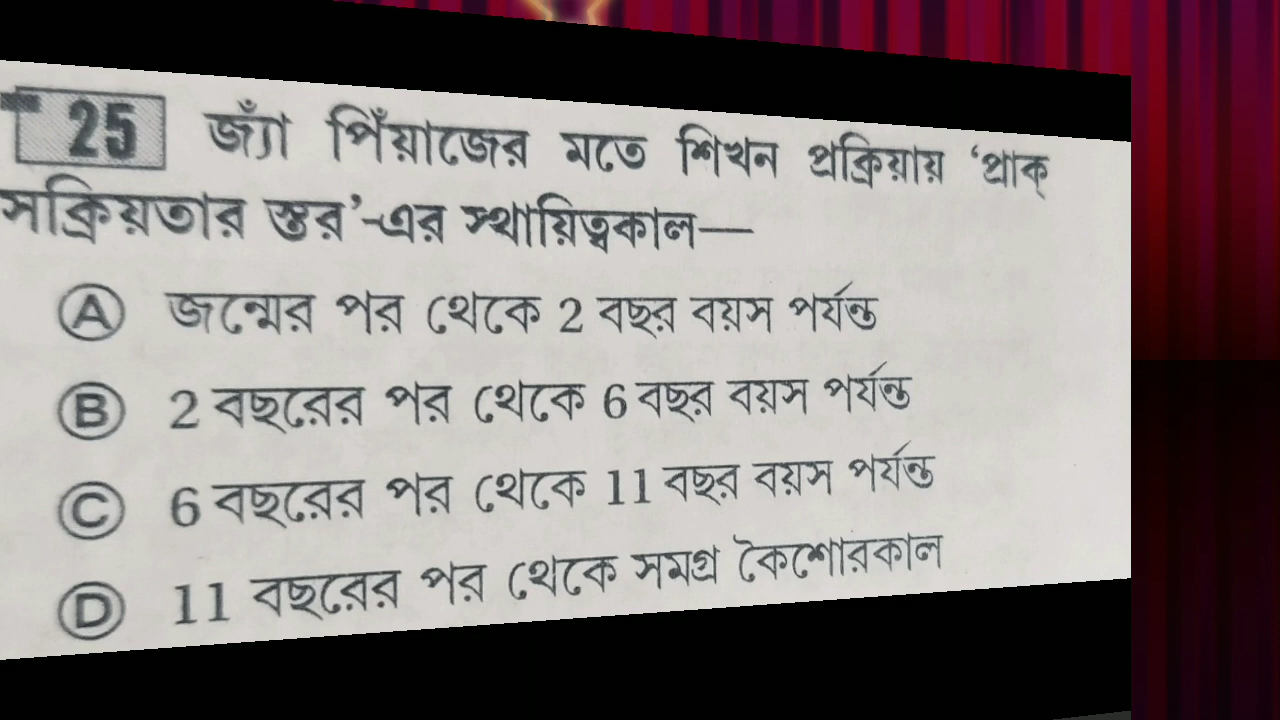 25 জ্যাঁ পিঁয়াজের মতে শিখন প্রক্রিয়ায় ‘প্রাক্
সক্রিয়তার স্তর’-এর স্থায়িত্বকাল—
A জন্মের পর থেকে 2 বছর বয়স পর্যন্ত
B 2 বছরের পর থেকে 6 বছর বয়স পর্যন্ত
C 6 বছরের পর থেকে 11 বছর বয়স পর্যন্ত
D 11 বছরের পর থেকে সমগ্র কৈশোরকাল